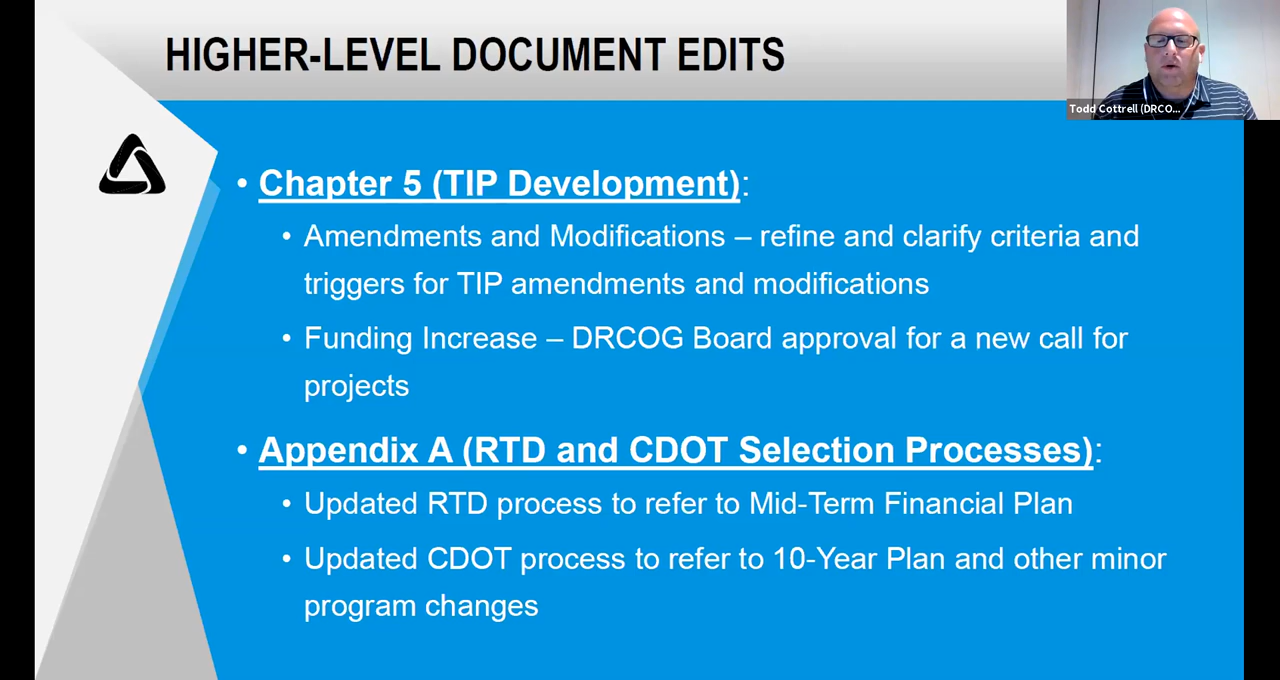 HIGHER-LEVEL DOCUMENT EDITS
Todd Cottrell (DRCO...
• Chapter 5 (TIP Development):
• Amendments and Modifications – refine and clarify criteria and
triggers for TIP amendments and modifications
• Funding Increase – DRCOG Board approval for a new call for
projects
• Appendix A (RTD and CDOT Selection Processes):
• Updated RTD process to refer to Mid-Term Financial Plan
• Updated CDOT process to refer to 10-Year Plan and other minor
program changes